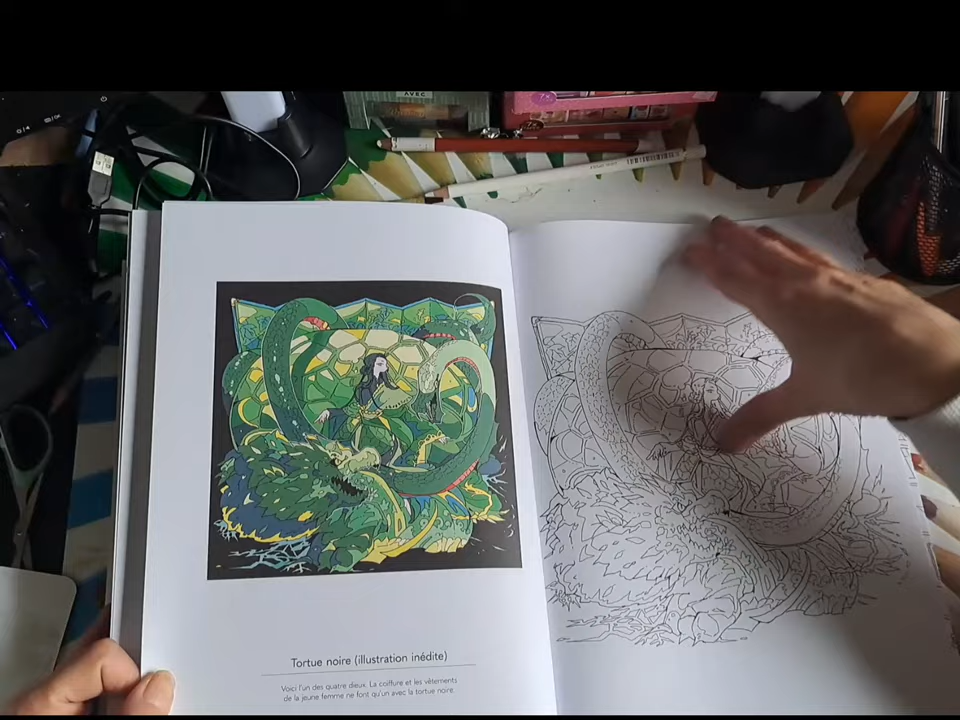 AVEC
Tortue noire (illustration inédite)
Voici l'un des quatre dieux. La coiffure et les vêtements
de la jeune femme ne font qu'un avec la tortue noire.